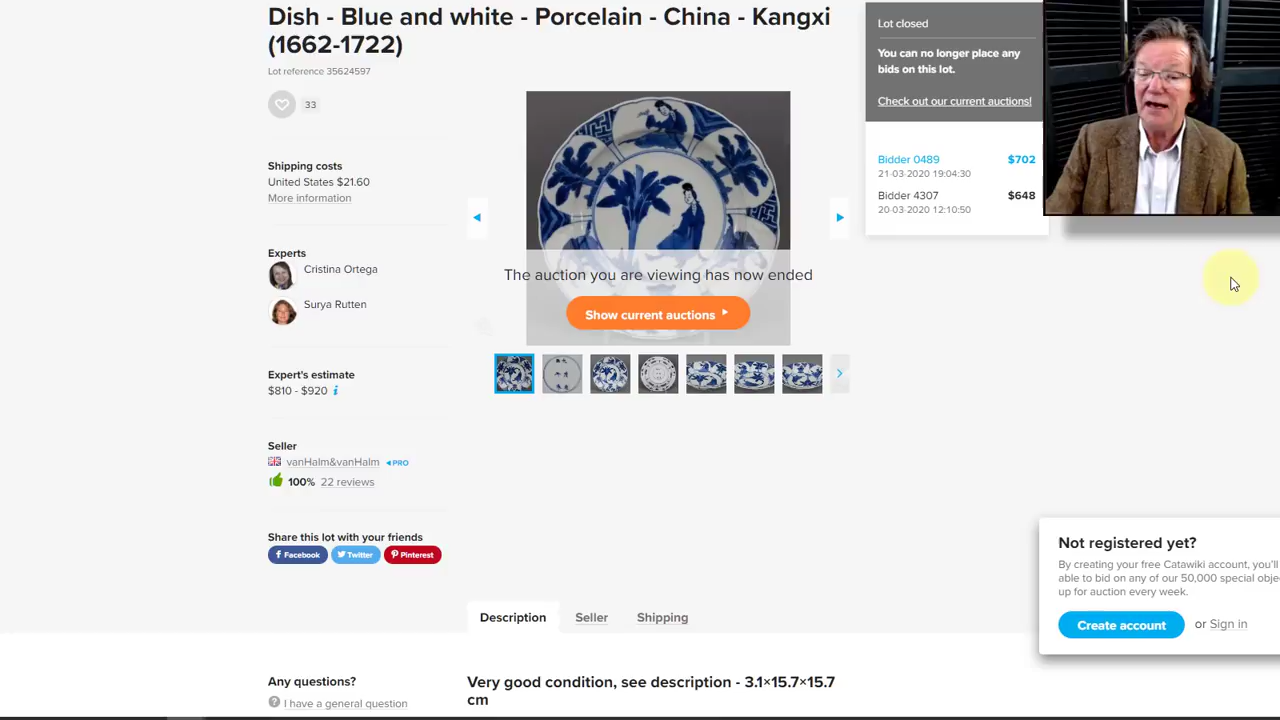 Dish - Blue and white - Porcelain - China - Kangxi
(1662-1722)
Lot reference 35624597
33
Shipping costs
United States $21.60
More information
Experts
Cristina Ortega
Surya Rutten
Expert's estimate
$810 - $920 i
Seller
vanHalm&vanHalm PRO
100% 22 reviews
Share this lot with your friends
Facebook Twitter Pinterest
The auction you are viewing has now ended
Show current auctions
Lot closed
You can no longer place any
bids on this lot.
Check out our current auctions!
Bidder 0489 $702
21-03-2020 19:04:30
Bidder 4307 $648
20-03-2020 12:10:50
Not registered yet?
By creating your free Catawiki account, you'll
able to bid on any of our 50,000 special obje
up for auction every week.
Create account or Sign in
Description Seller Shipping
Any questions?
? I have a general question
Very good condition, see description - 3.1×15.7×15.7
cm